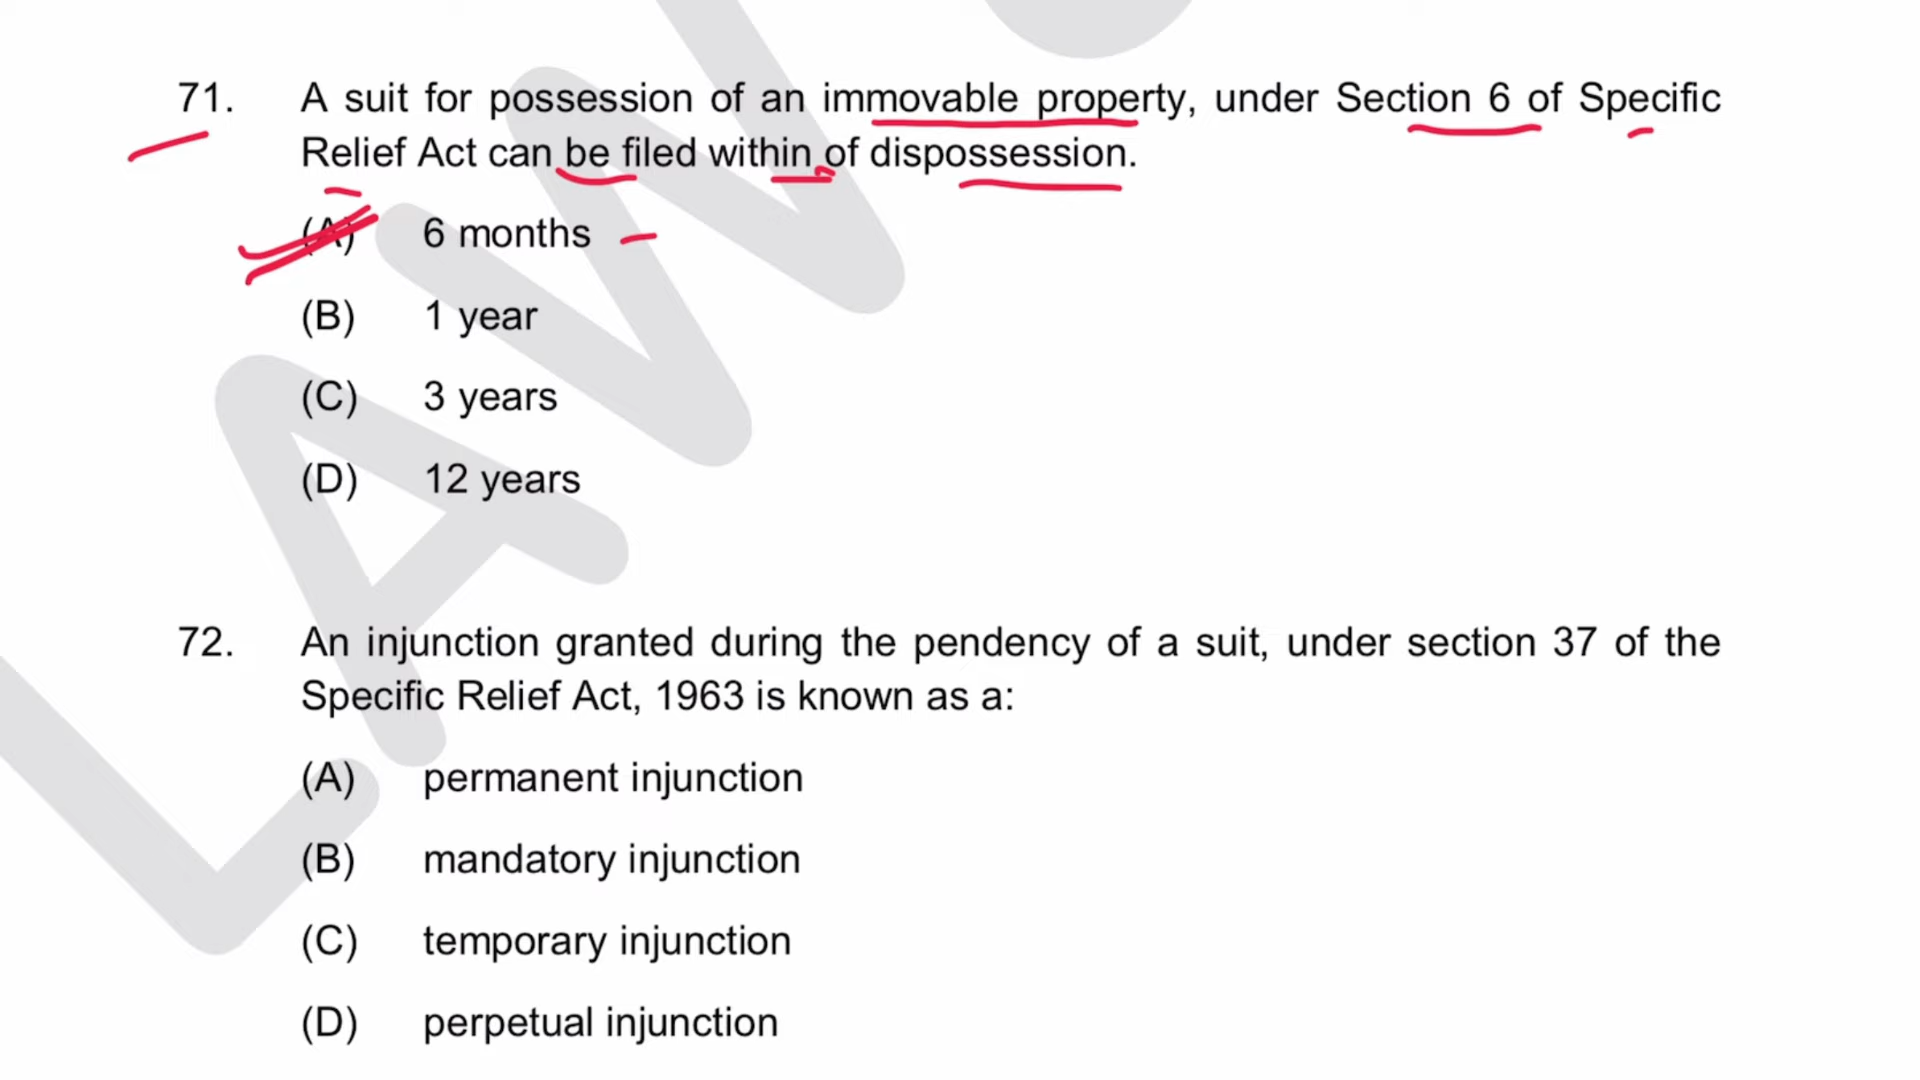 71. A suit for possession of an immovable property, under Section 6 of Specific
Relief Act can be filed within of dispossession.
(A) 6 months
(B) 1 year
(C) 3 years
(D) 12 years
72. An injunction granted during the pendency of a suit, under section 37 of the
Specific Relief Act, 1963 is known as a:
(A) permanent injunction
(B) mandatory injunction
(C) temporary injunction
(D) perpetual injunction